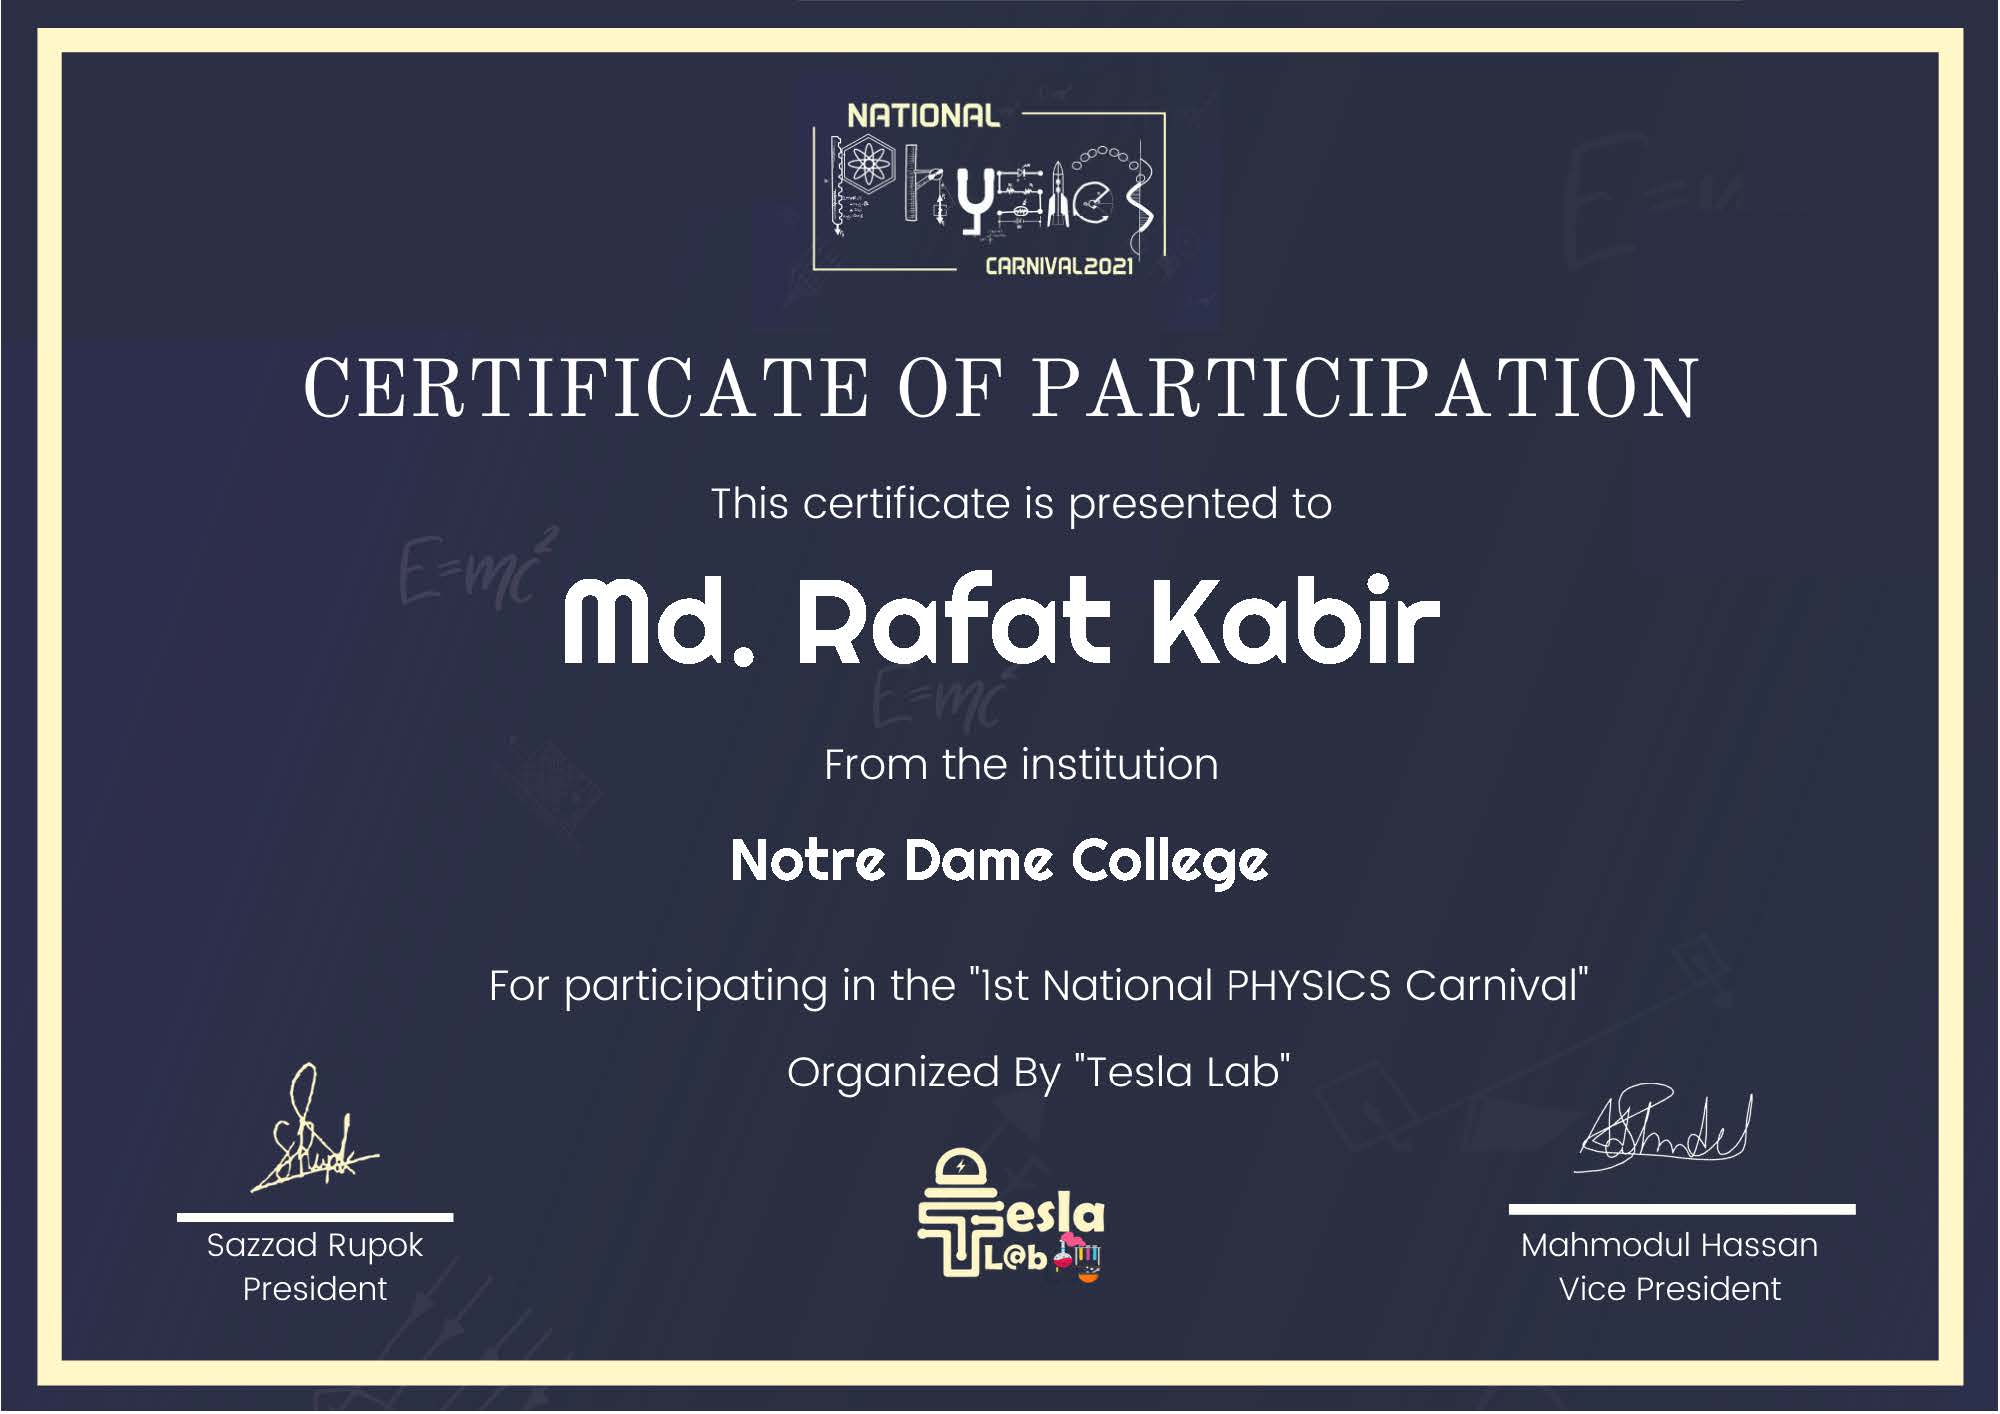 NATIONAL
PHYSICS
CARNIVAL2021
CERTIFICATE OF PARTICIPATION
This certificate is presented to
E=mc²
Md. Rafat Kabir
E=mc²
From the institution
Notre Dame College
For participating in the "1st National PHYSICS Carnival"
Organized By "Tesla Lab"
Tesla
L@b
Sazzad Rupok
President
Mahmodul Hassan
Vice President